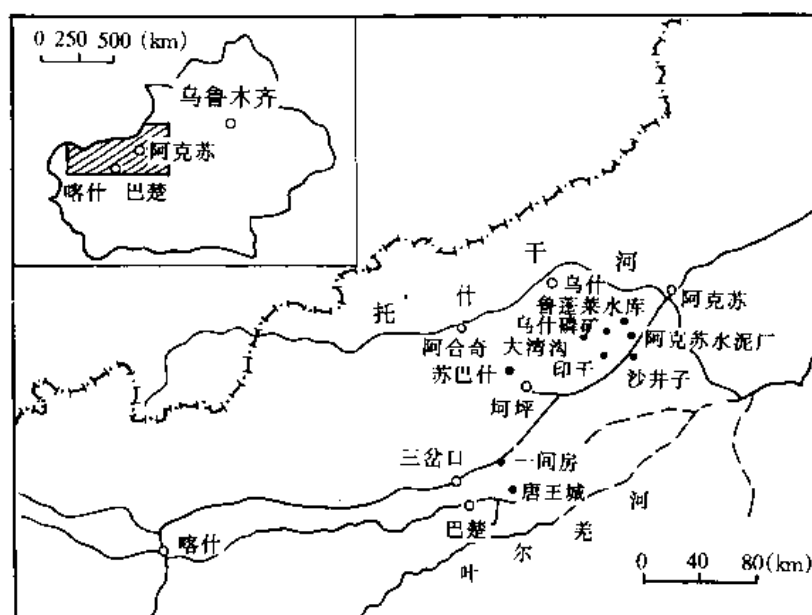 0 250 500 (km)
乌鲁木齐
阿克苏
喀什 巴楚
托什干河
乌什
阿克苏
鲁蓬莱水库
乌什磷矿
阿合奇
大湾沟
阿克苏水泥厂
苏巴什
印干
沙井子
坷坪
三岔口
一间房
唐王城
巴楚
喀什
叶尔羌河
0 40 80(km)